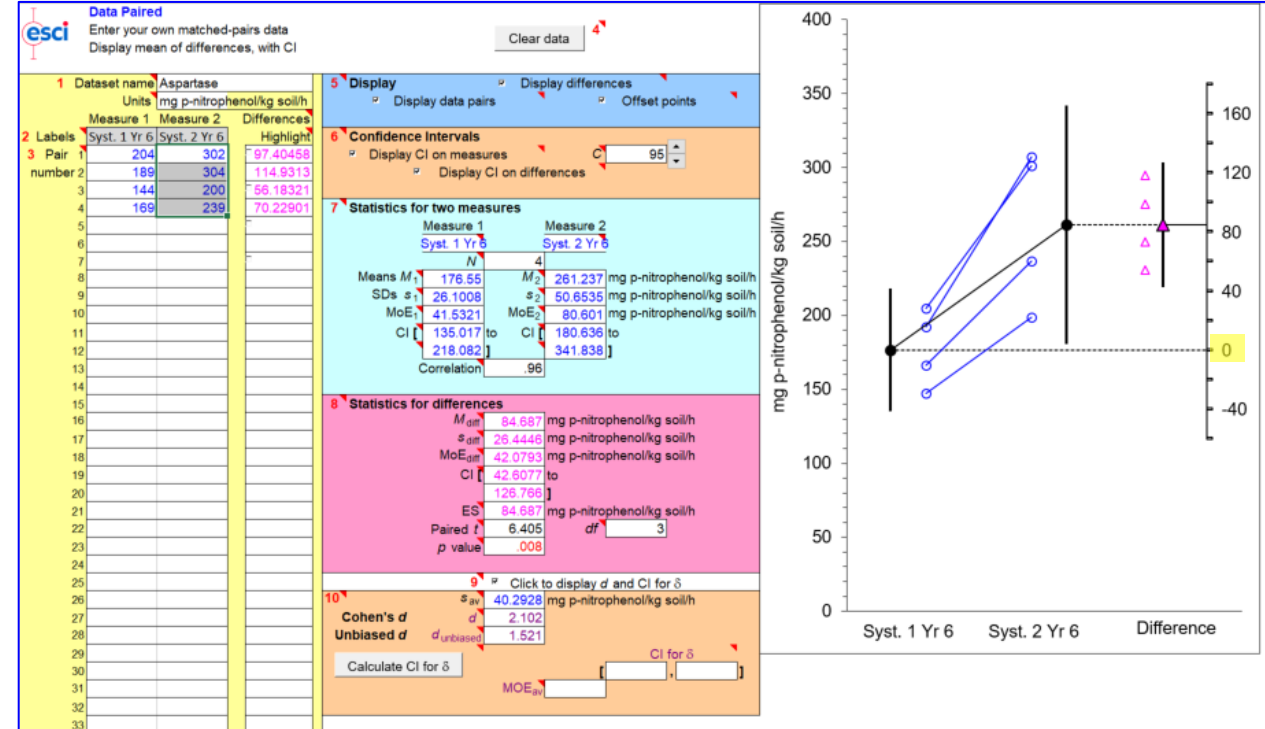 esci
Data Paired
Enter your own matched-pairs data
Display mean of differences, with CI
Clear data
4
1 Dataset name Aspartase
Units mg p-nitrophenol/kg soil/h
Measure 1 Measure 2 Differences
2 Labels Syst. 1 Yr 6 Syst. 2 Yr 6 Highlight
3 Pair 1 204 302 97.40458
number 2 189 304 114.9313
3 144 200 56.18321
4 169 239 70.22901
5
6
7
8
9
10
11
12
13
14
15
16
17
18
19
20
21
22
23
24
25
26
27
28
29
30
31
32
33
5 Display Display differences
Display data pairs Offset points
6 Confidence Intervals
Display CI on measures C 95
Display CI on differences
7 Statistics for two measures
Measure 1 Measure 2
Syst. 1 Yr 6 Syst. 2 Yr 6
N 4
Means M1 176.55 M2 261.237 mg p-nitrophenol/kg soil/h
SDs s1 26.1008 s2 50.6535 mg p-nitrophenol/kg soil/h
MoE1 41.5321 MoE2 80.601 mg p-nitrophenol/kg soil/h
CI [ 135.017 to CI [ 180.636 to
218.082 ] 341.838 ]
Correlation .96
8 Statistics for differences
Mdiff 84.687 mg p-nitrophenol/kg soil/h
sdiff 26.4446 mg p-nitrophenol/kg soil/h
MoEdiff 42.0793 mg p-nitrophenol/kg soil/h
CI [ 42.6077 to
126.766 ]
ES 84.687 mg p-nitrophenol/kg soil/h
Paired t 6.405 df 3
p value .008
9 Click to display d and CI for δ
10 sav 40.2928 mg p-nitrophenol/kg soil/h
Cohen's d d 2.102
Unbiased d dunbiased 1.521
CI for δ
Calculate CI for δ [ , ]
MOEav
mg p-nitrophenol/kg soil/h
400
350
300
250
200
150
100
50
0
160
120
80
40
0
-40
Syst. 1 Yr 6 Syst. 2 Yr 6 Difference